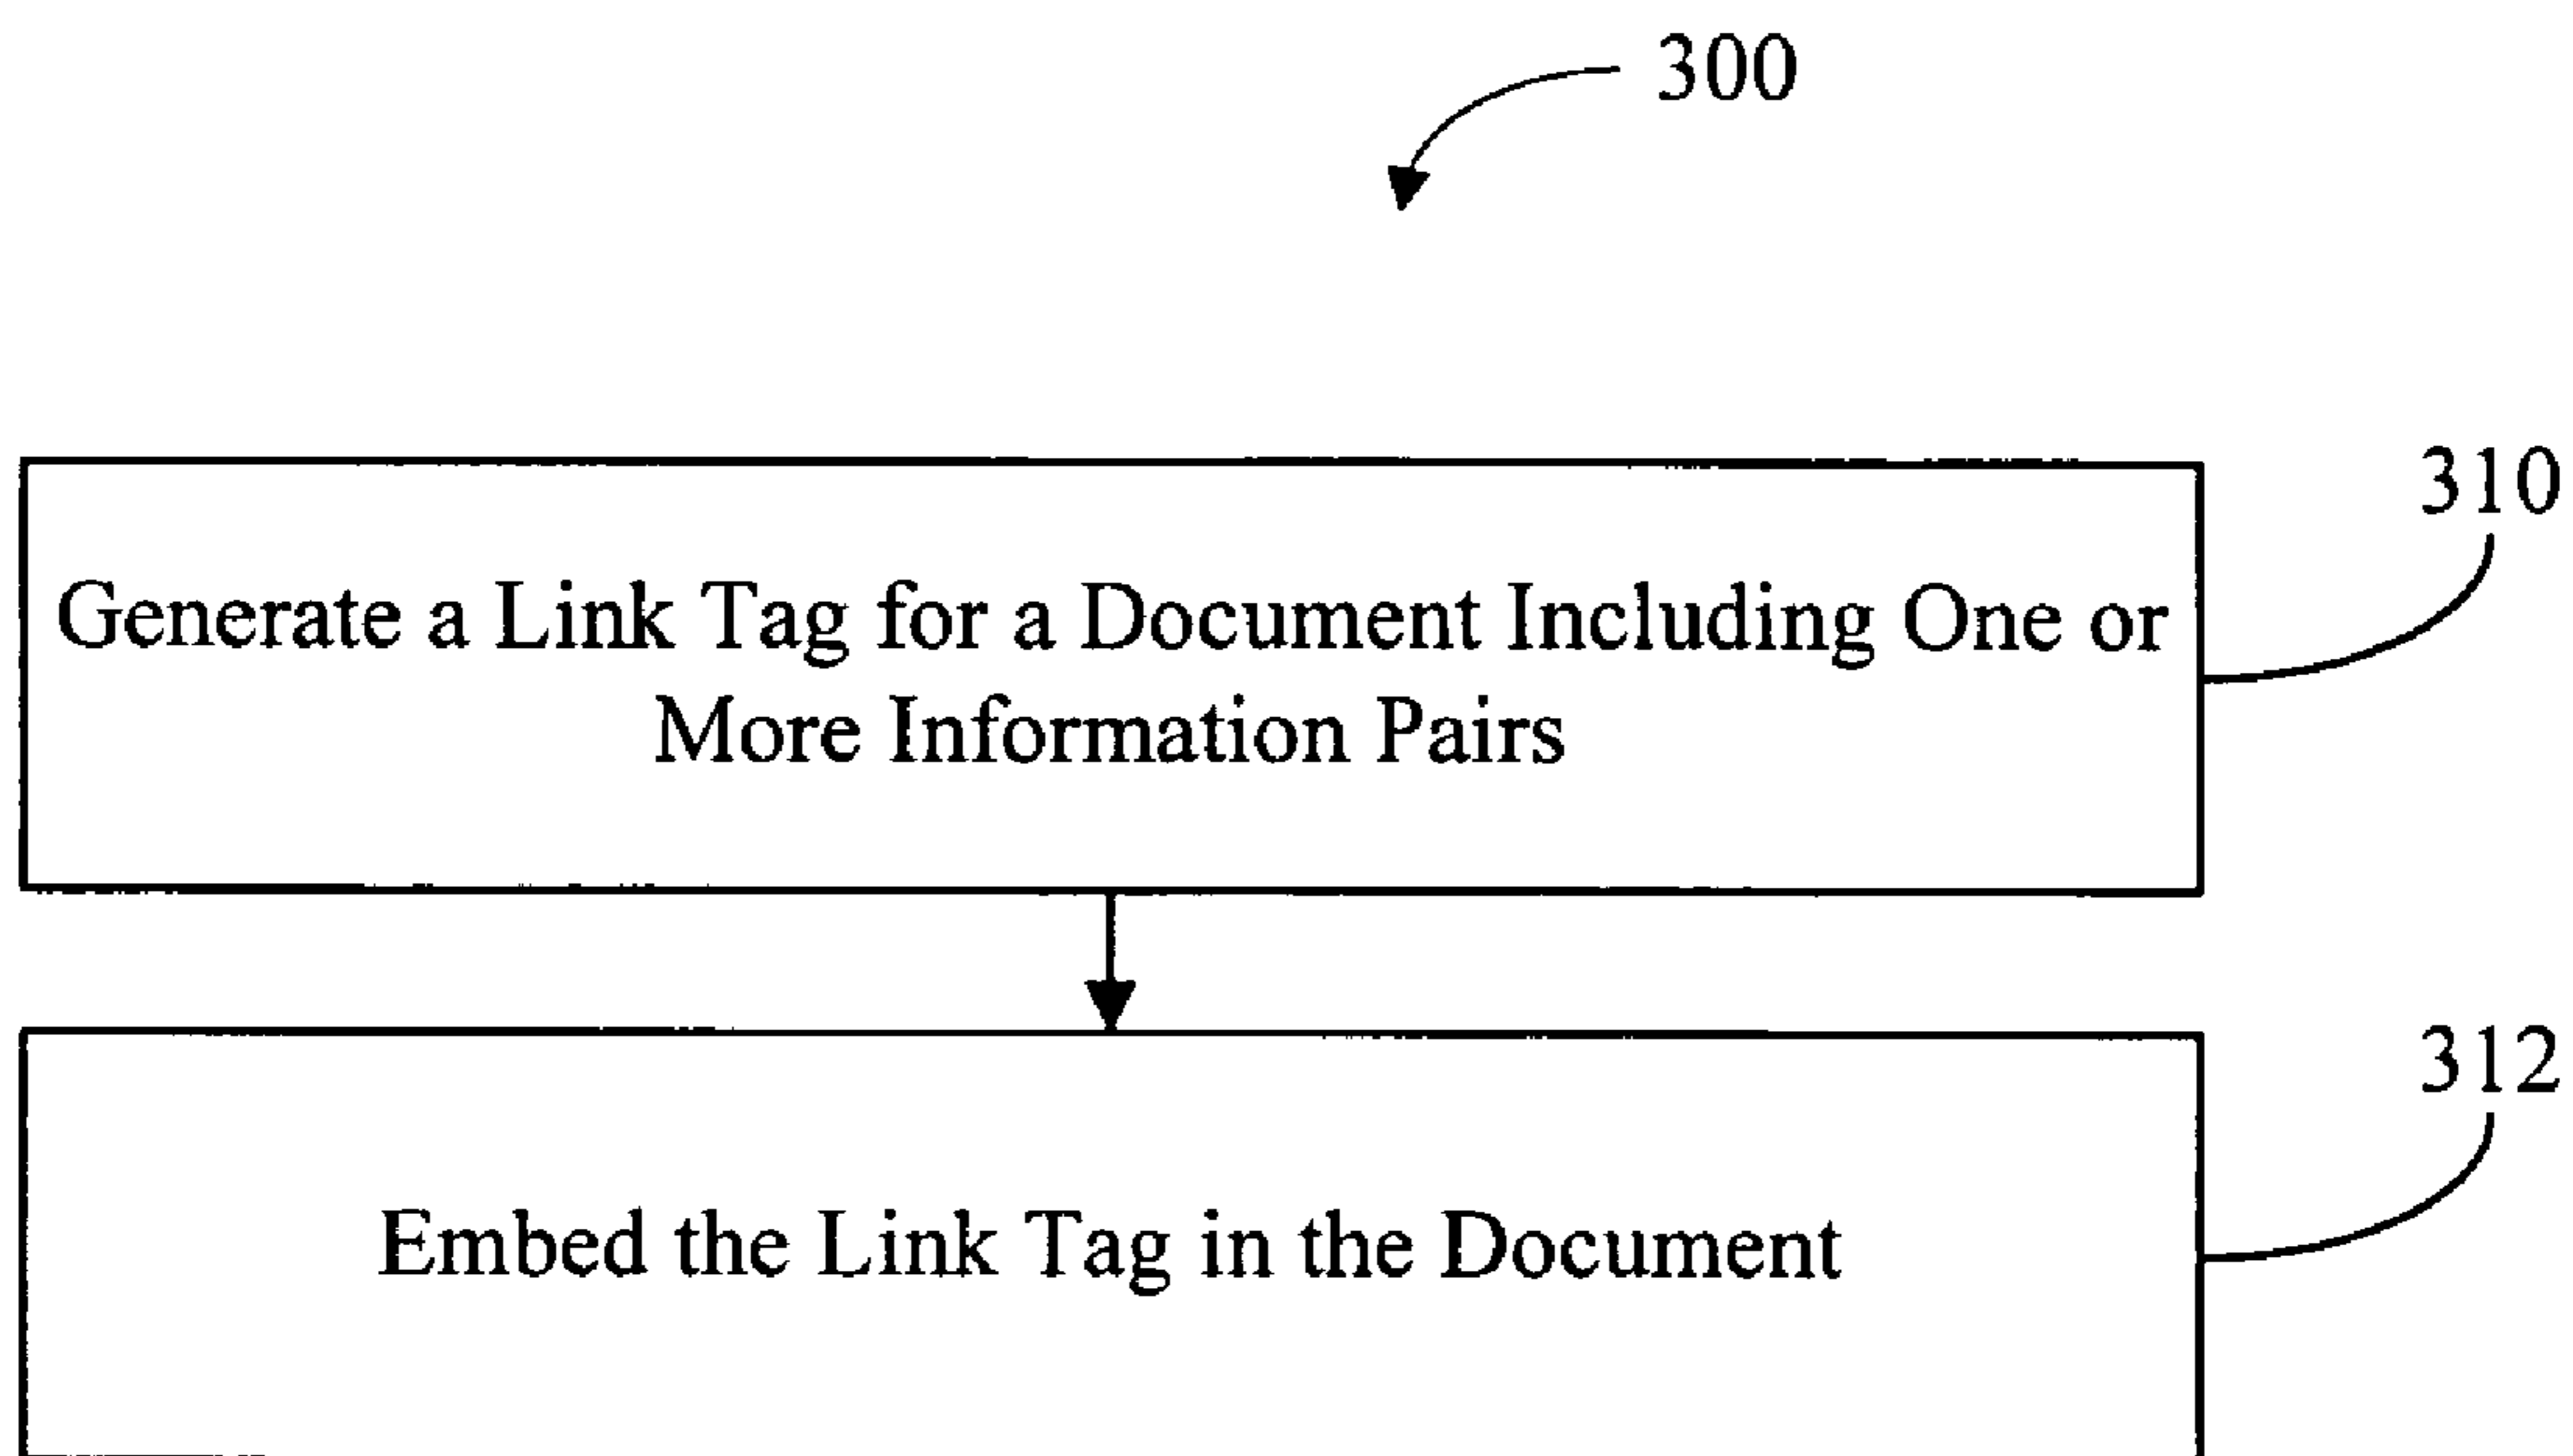 300
310
Generate a Link Tag for a Document Including One or
More Information Pairs
312
Embed the Link Tag in the Document